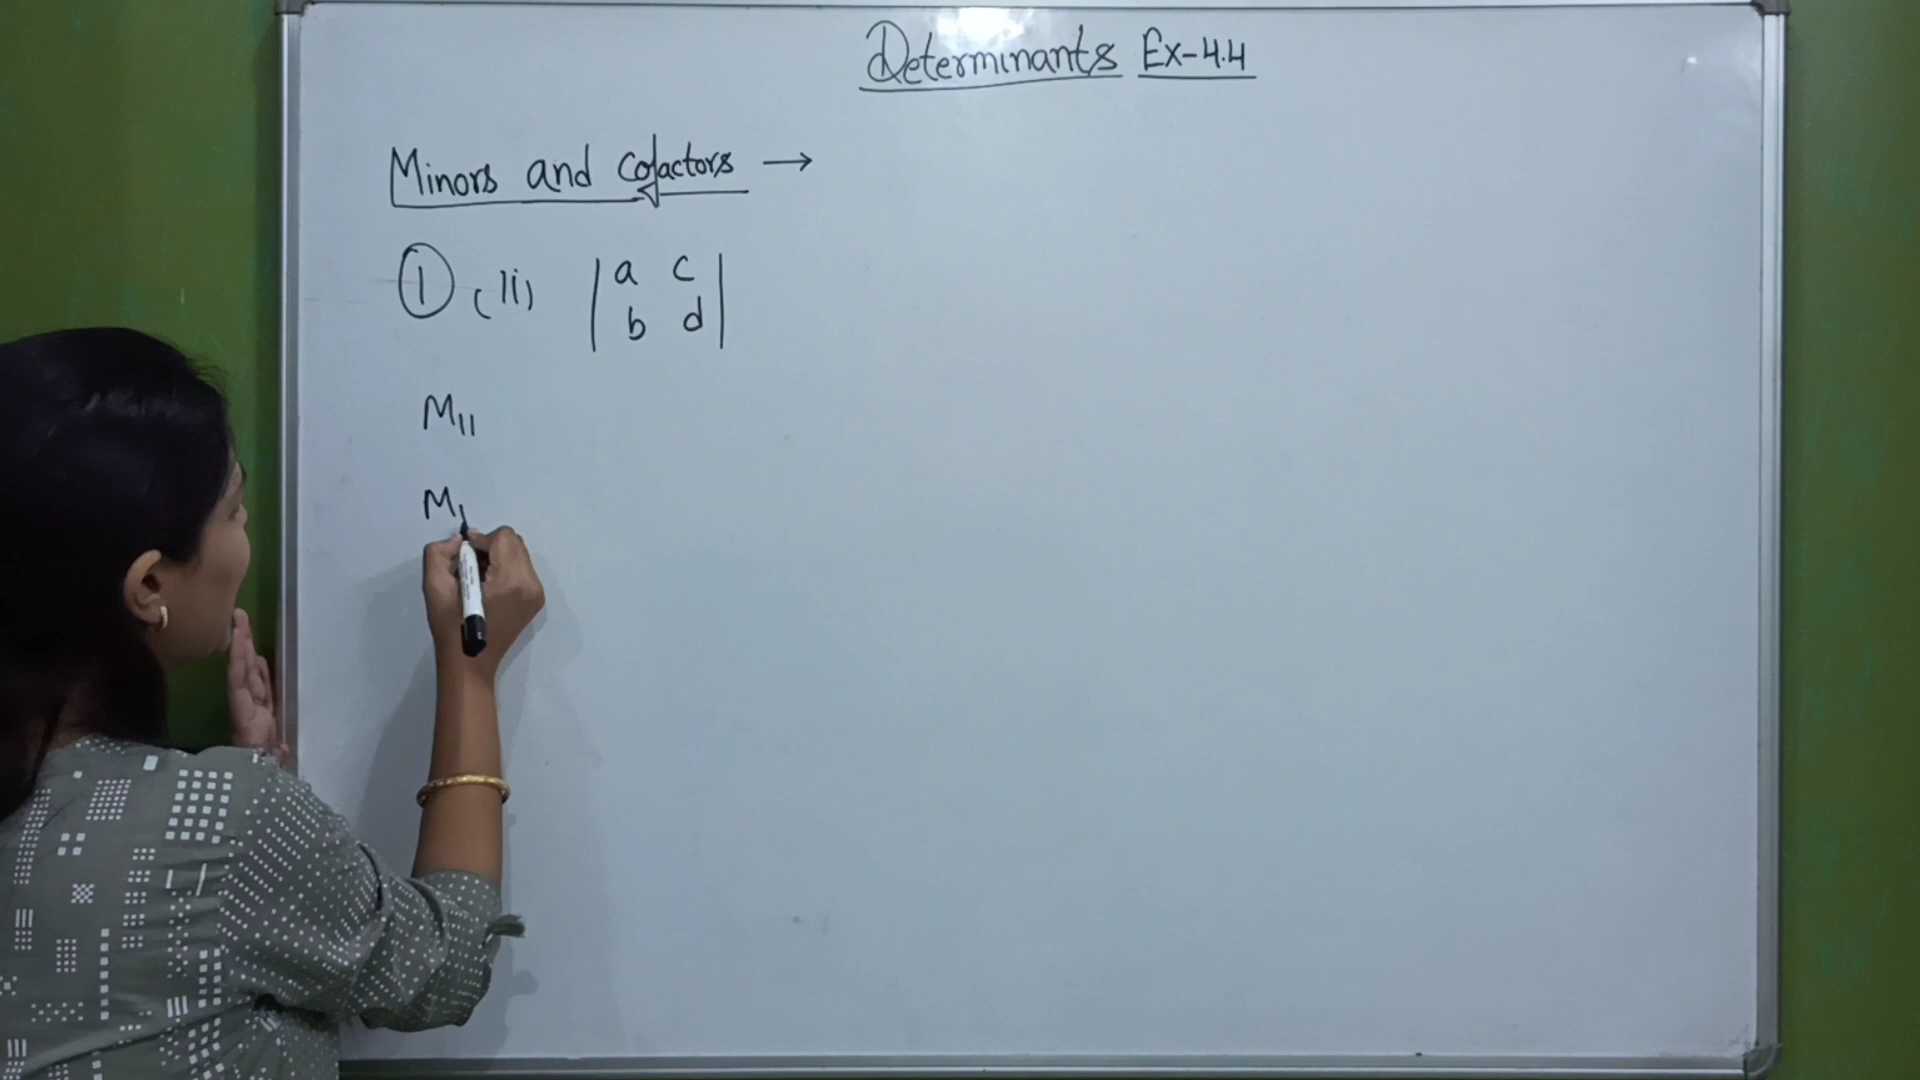 Determinants Ex-4.4
Minors and cofactors →
① (ii) | a c |
| b d |
M₁₁
M₁